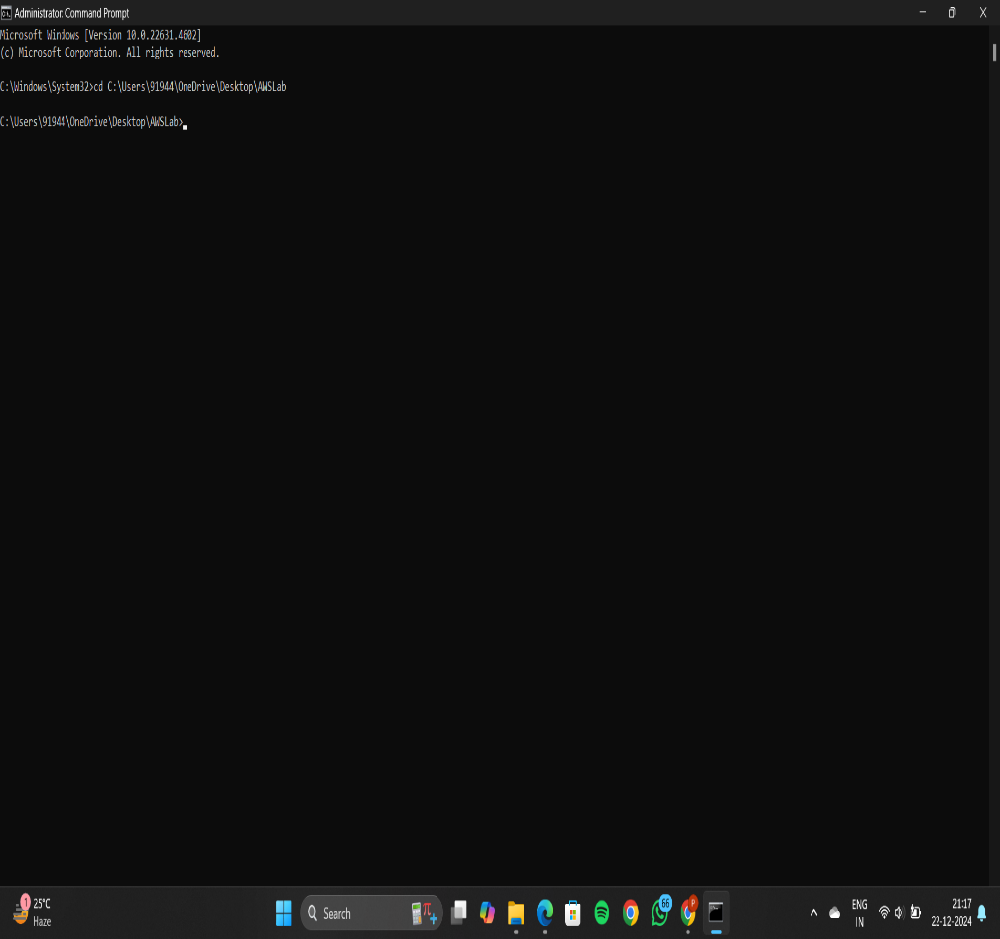 Administrator: Command Prompt
Microsoft Windows [Version 10.0.22631.4602]
(c) Microsoft Corporation. All rights reserved.
C:\Windows\System32>cd C:\Users\91944\OneDrive\Desktop\AWSLab
C:\Users\91944\OneDrive\Desktop\AWSLab>
1
25°C
Haze
Search
66
P
ENG
IN
21:17
22-12-2024